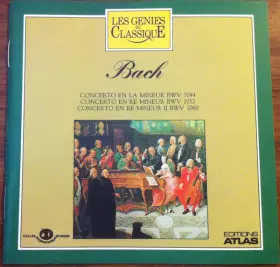 LES GENIES
DU
CLASSIQUE
Bach
CONCERTO EN LA MINEUR BWV 1044
CONCERTO EN RE MINEUR BWV 1052
CONCERTO EN RE MINEUR II BWV 1060
EDITIONS
ATLAS